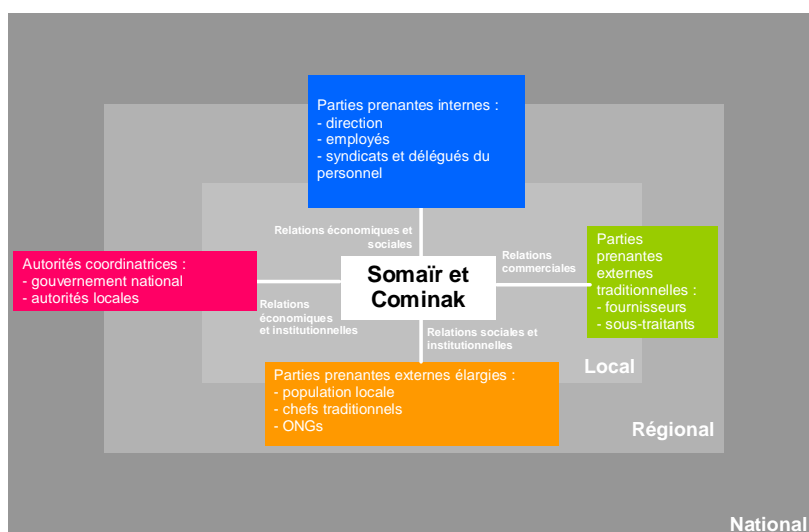 Parties prenantes internes :
- direction
- employés
- syndicats et délégués du
personnel
Relations économiques et
sociales
Autorités coordinatrices :
- gouvernement national
- autorités locales
Somaïr et
Cominak
Relations
commerciales
Parties
prenantes
externes
traditionnelles :
- fournisseurs
- sous-traitants
Relations
économiques
et institutionnelles
Relations sociales et
institutionnelles
Parties prenantes externes élargies :
- population locale
- chefs traditionnels
- ONGs
Local
Régional
National